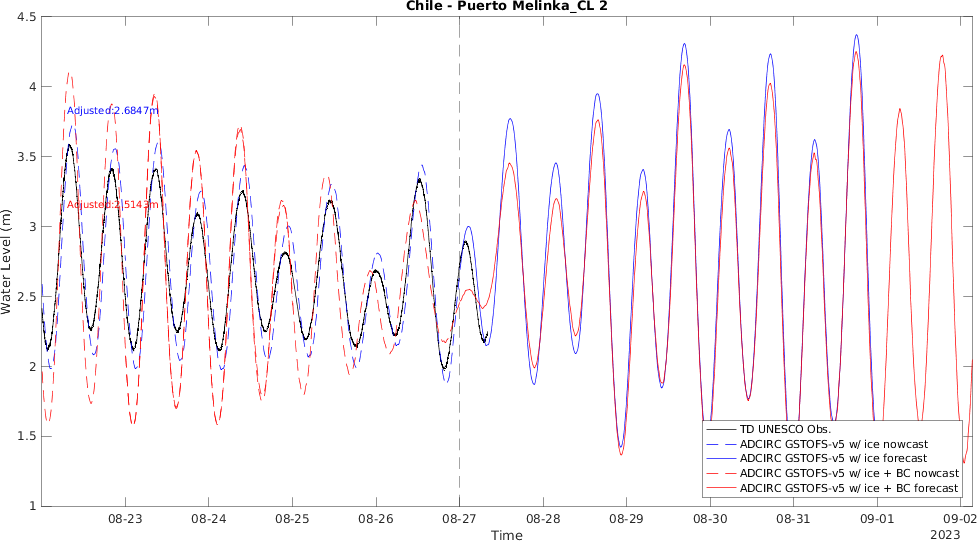 Chile - Puerto Melinka_CL 2
4.5
4
3.5
3
2.5
2
1.5
1
Water Level (m)
Adjusted:2.6847m
Adjusted:2.5143m
TD UNESCO Obs.
ADCIRC GSTOFS-v5 w/ ice nowcast
ADCIRC GSTOFS-v5 w/ ice forecast
ADCIRC GSTOFS-v5 w/ ice + BC nowcast
ADCIRC GSTOFS-v5 w/ ice + BC forecast
08-23 08-24 08-25 08-26 08-27 08-28 08-29 08-30 08-31 09-01 09-02
2023
Time